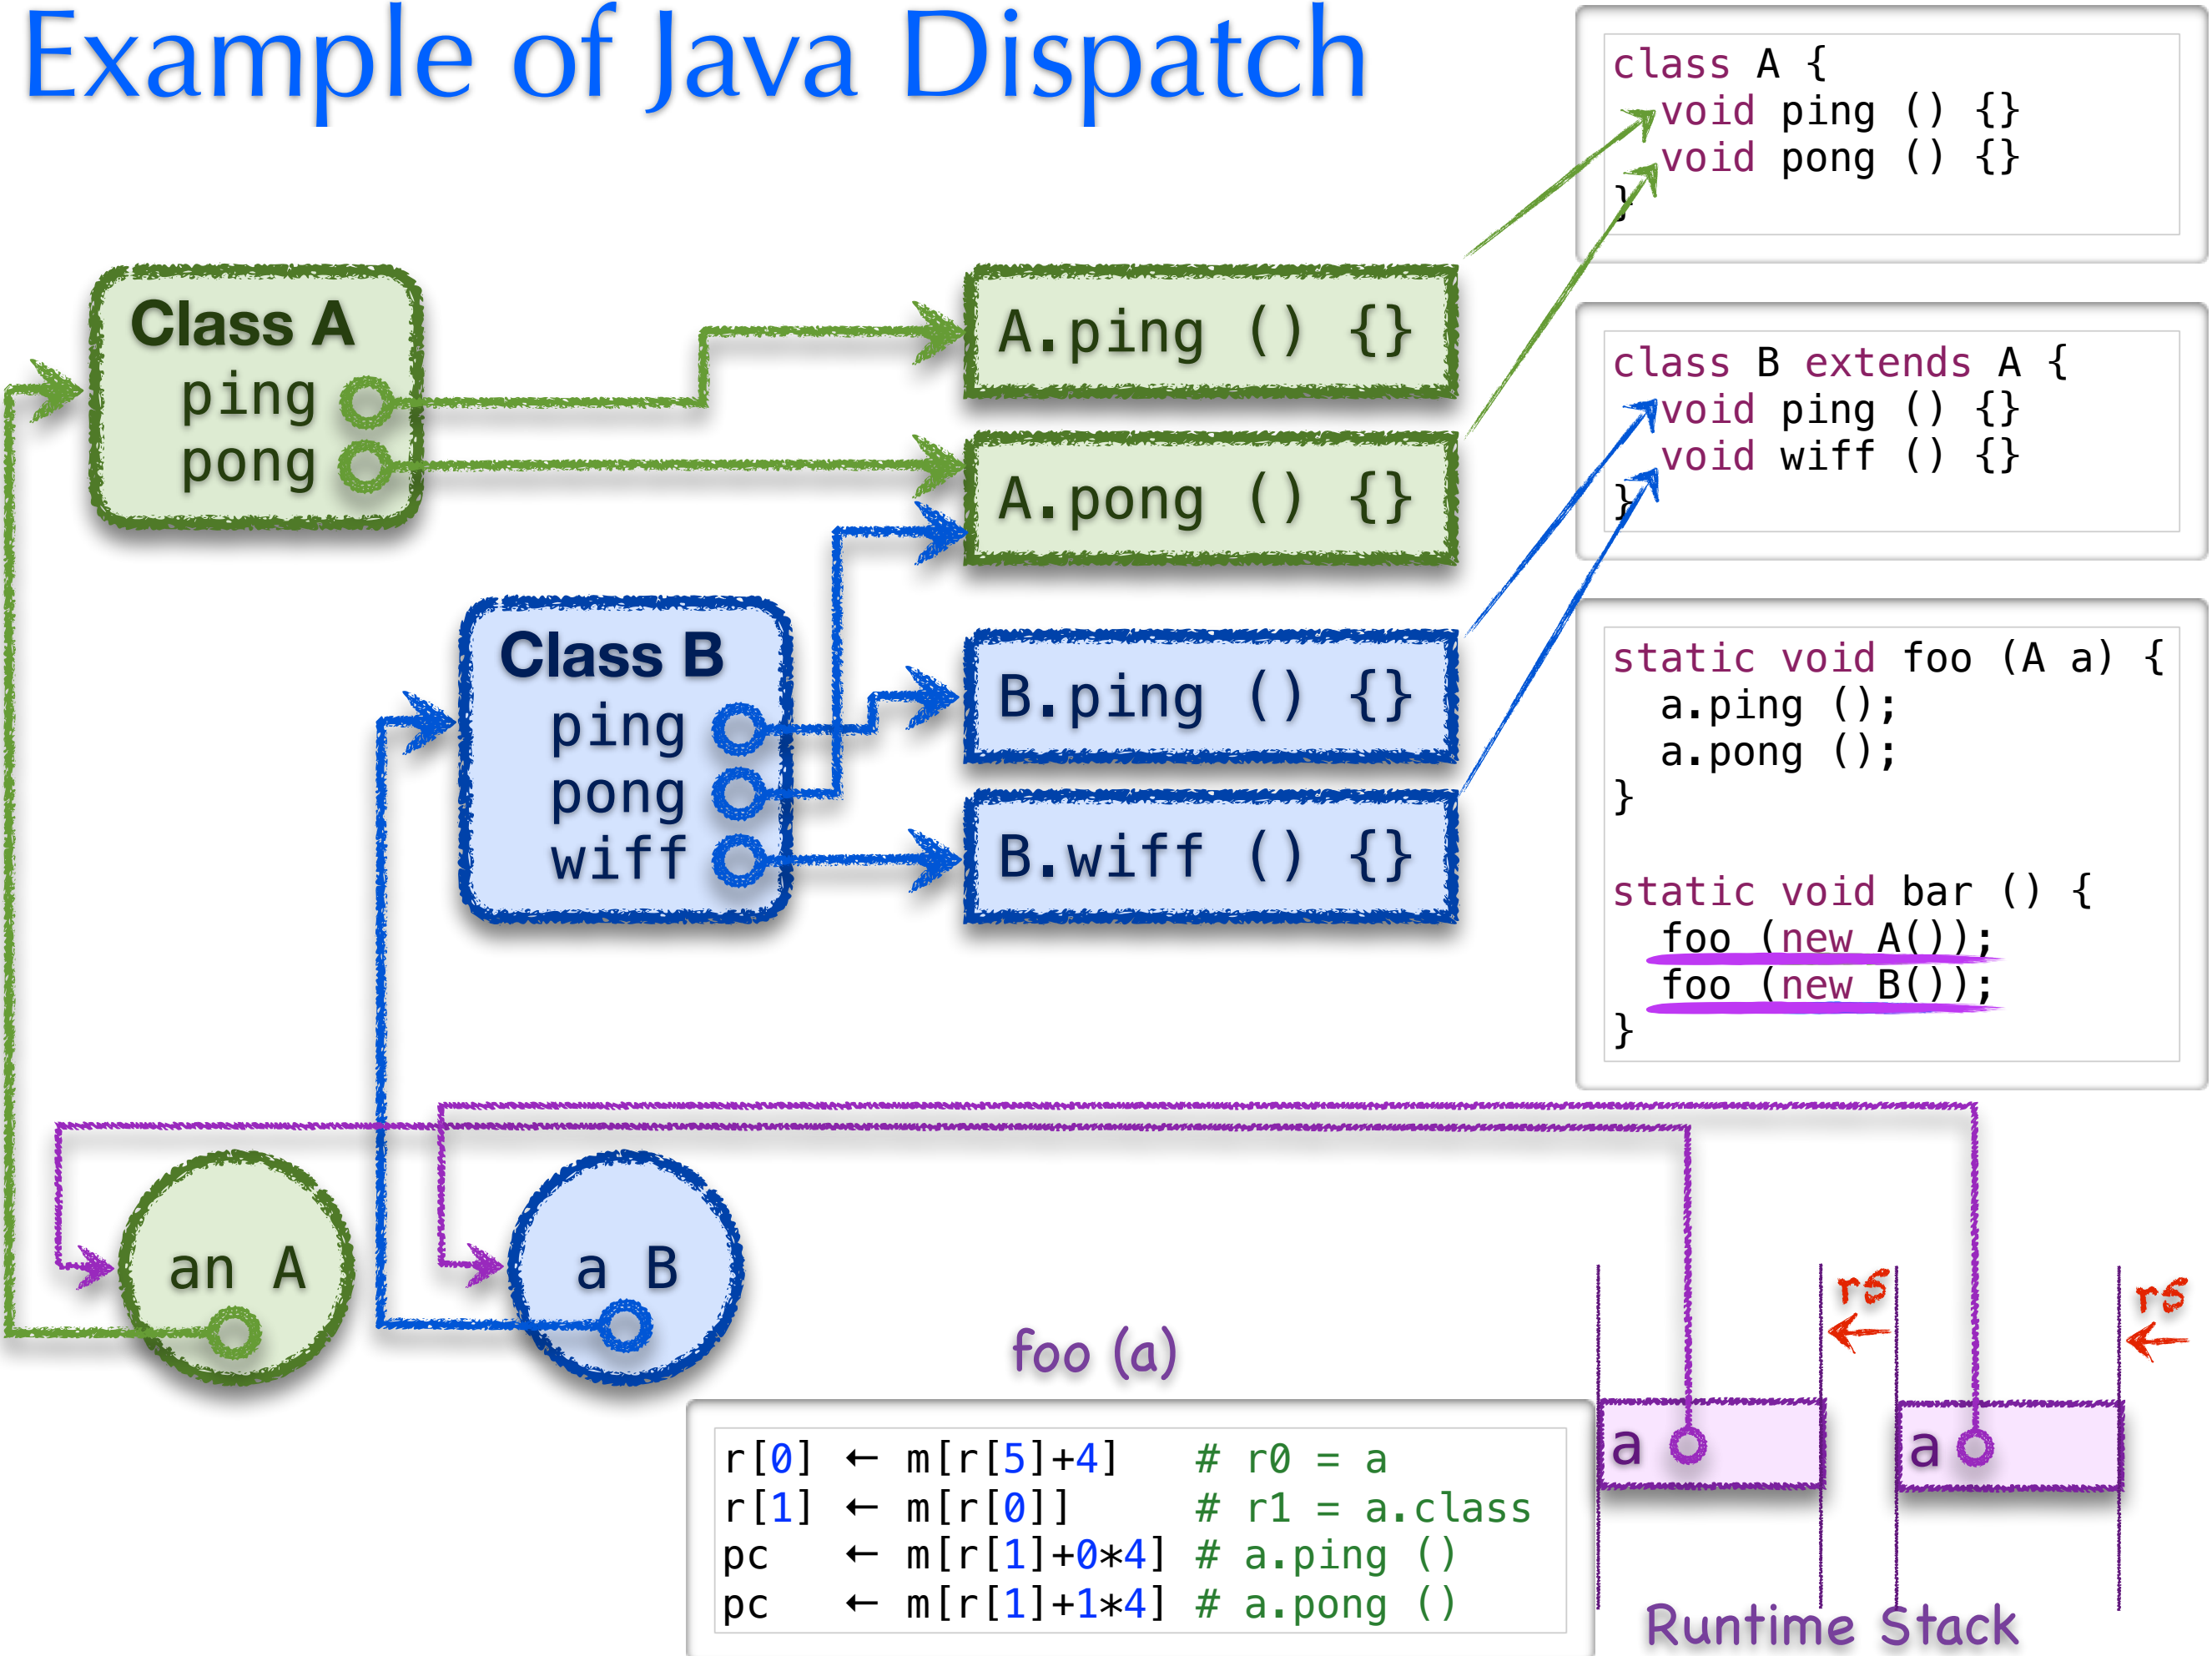 Example of Java Dispatch
class A {
void ping () {}
void pong () {}
}
Class A
ping
pong
A.ping () {}
A.pong () {}
class B extends A {
void ping () {}
void wiff () {}
}
Class B
ping
pong
wiff
B.ping () {}
B.wiff () {}
static void foo (A a) {
a.ping ();
a.pong ();
}
static void bar () {
foo (new A());
foo (new B());
}
an A
a B
foo (a)
r[0] ← m[r[5]+4] # r0 = a
r[1] ← m[r[0]] # r1 = a.class
pc ← m[r[1]+0*4] # a.ping ()
pc ← m[r[1]+1*4] # a.pong ()
r5
r5
a
a
Runtime Stack